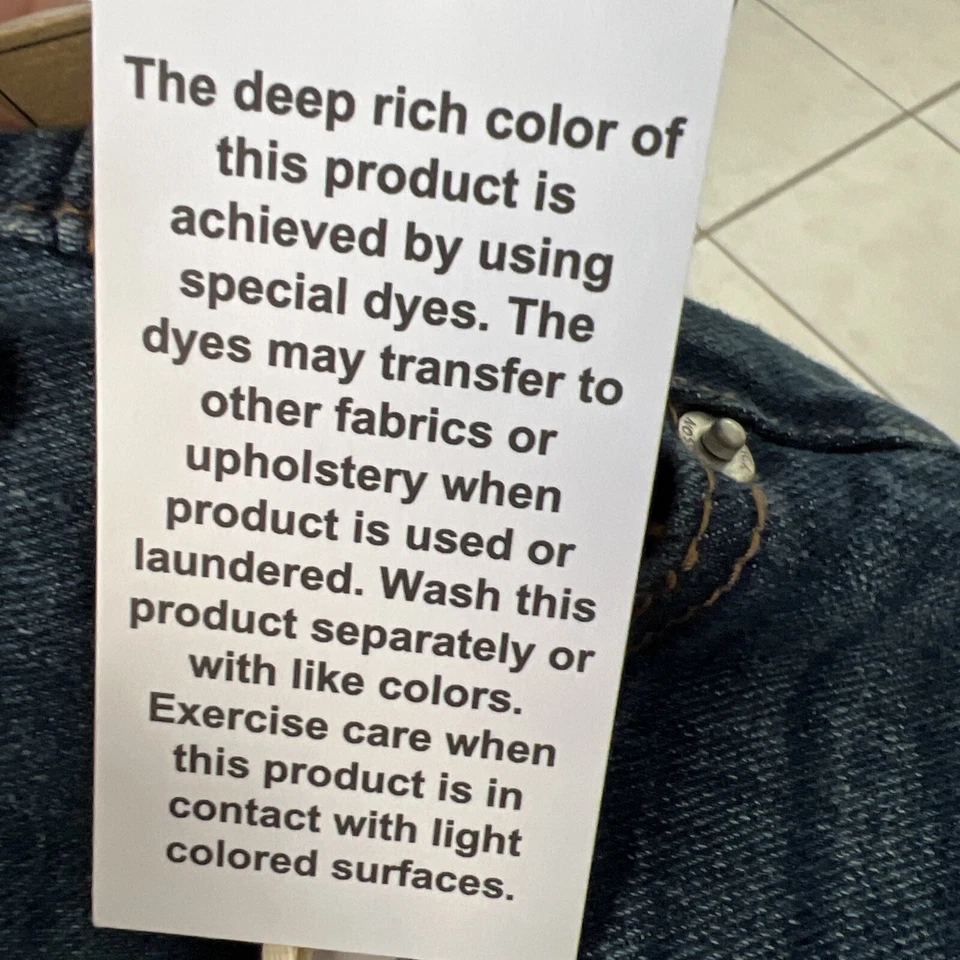 The deep rich color of
this product is
achieved by using
special dyes. The
dyes may transfer to
other fabrics or
upholstery when
product is used or
laundered. Wash this
product separately or
with like colors.
Exercise care when
this product is in
contact with light
colored surfaces.